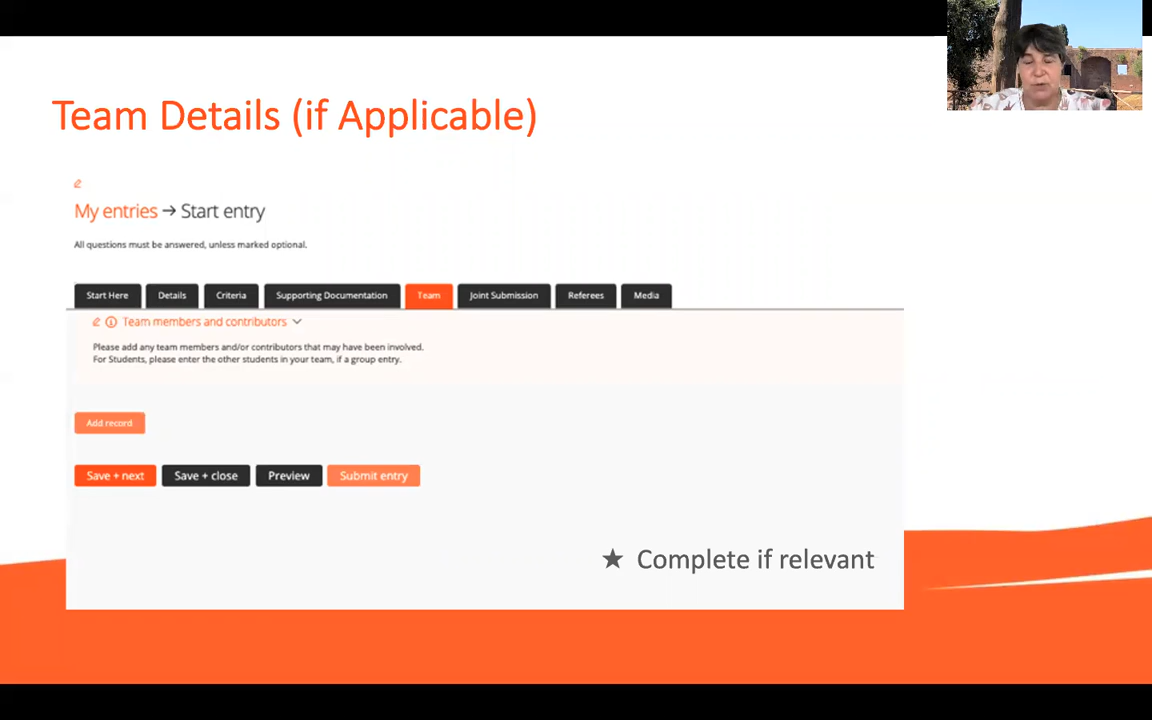 Team Details (if Applicable)
My entries → Start entry
All questions must be answered, unless marked optional.
Start Here Details Criteria Supporting Documentation Team Joint Submission Referees Media
Team members and contributors
Please add any team members and/or contributors that may have been involved.
For Students, please enter the other students in your team, if a group entry.
Add record
Save + next Save + close Preview Submit entry
★ Complete if relevant